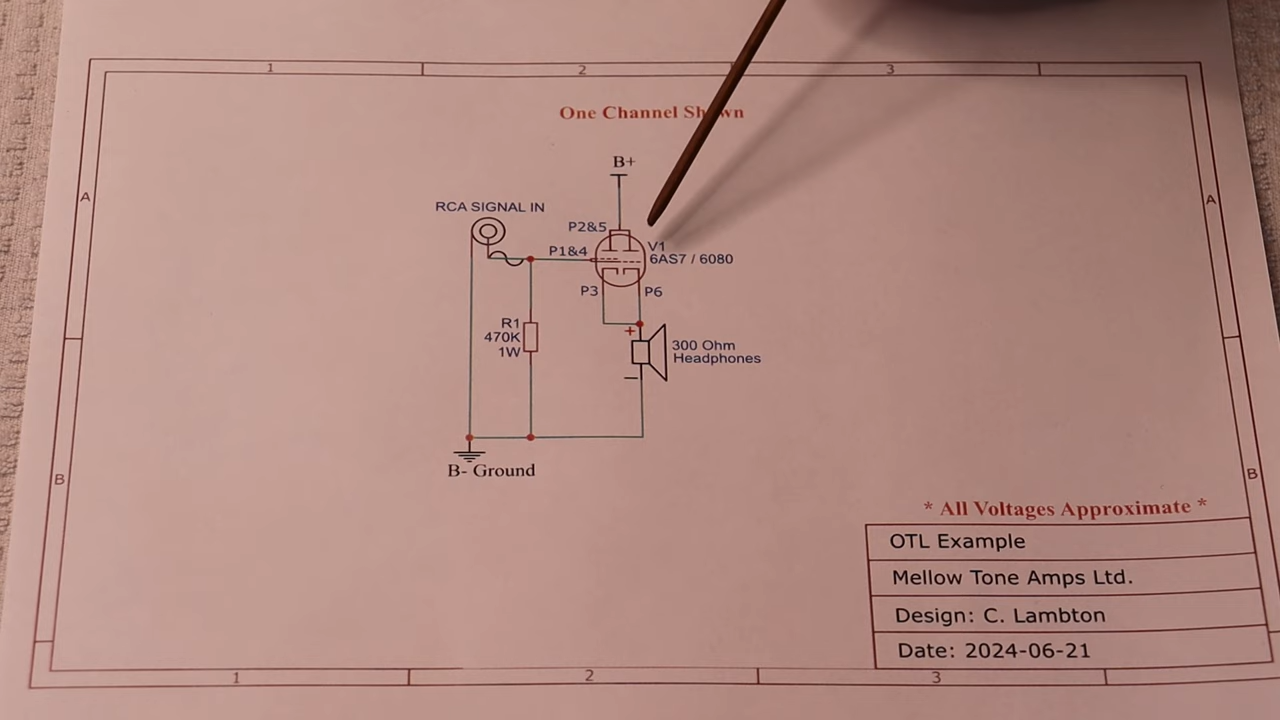 1 2 3
One Channel Shown
B+
A A
RCA SIGNAL IN
P2&5
P1&4
V1
6AS7 / 6080
P3 P6
R1
470K
1W
+
300 Ohm
Headphones
−
B- Ground
B B
* All Voltages Approximate *
OTL Example
Mellow Tone Amps Ltd.
Design: C. Lambton
Date: 2024-06-21
1 2 3